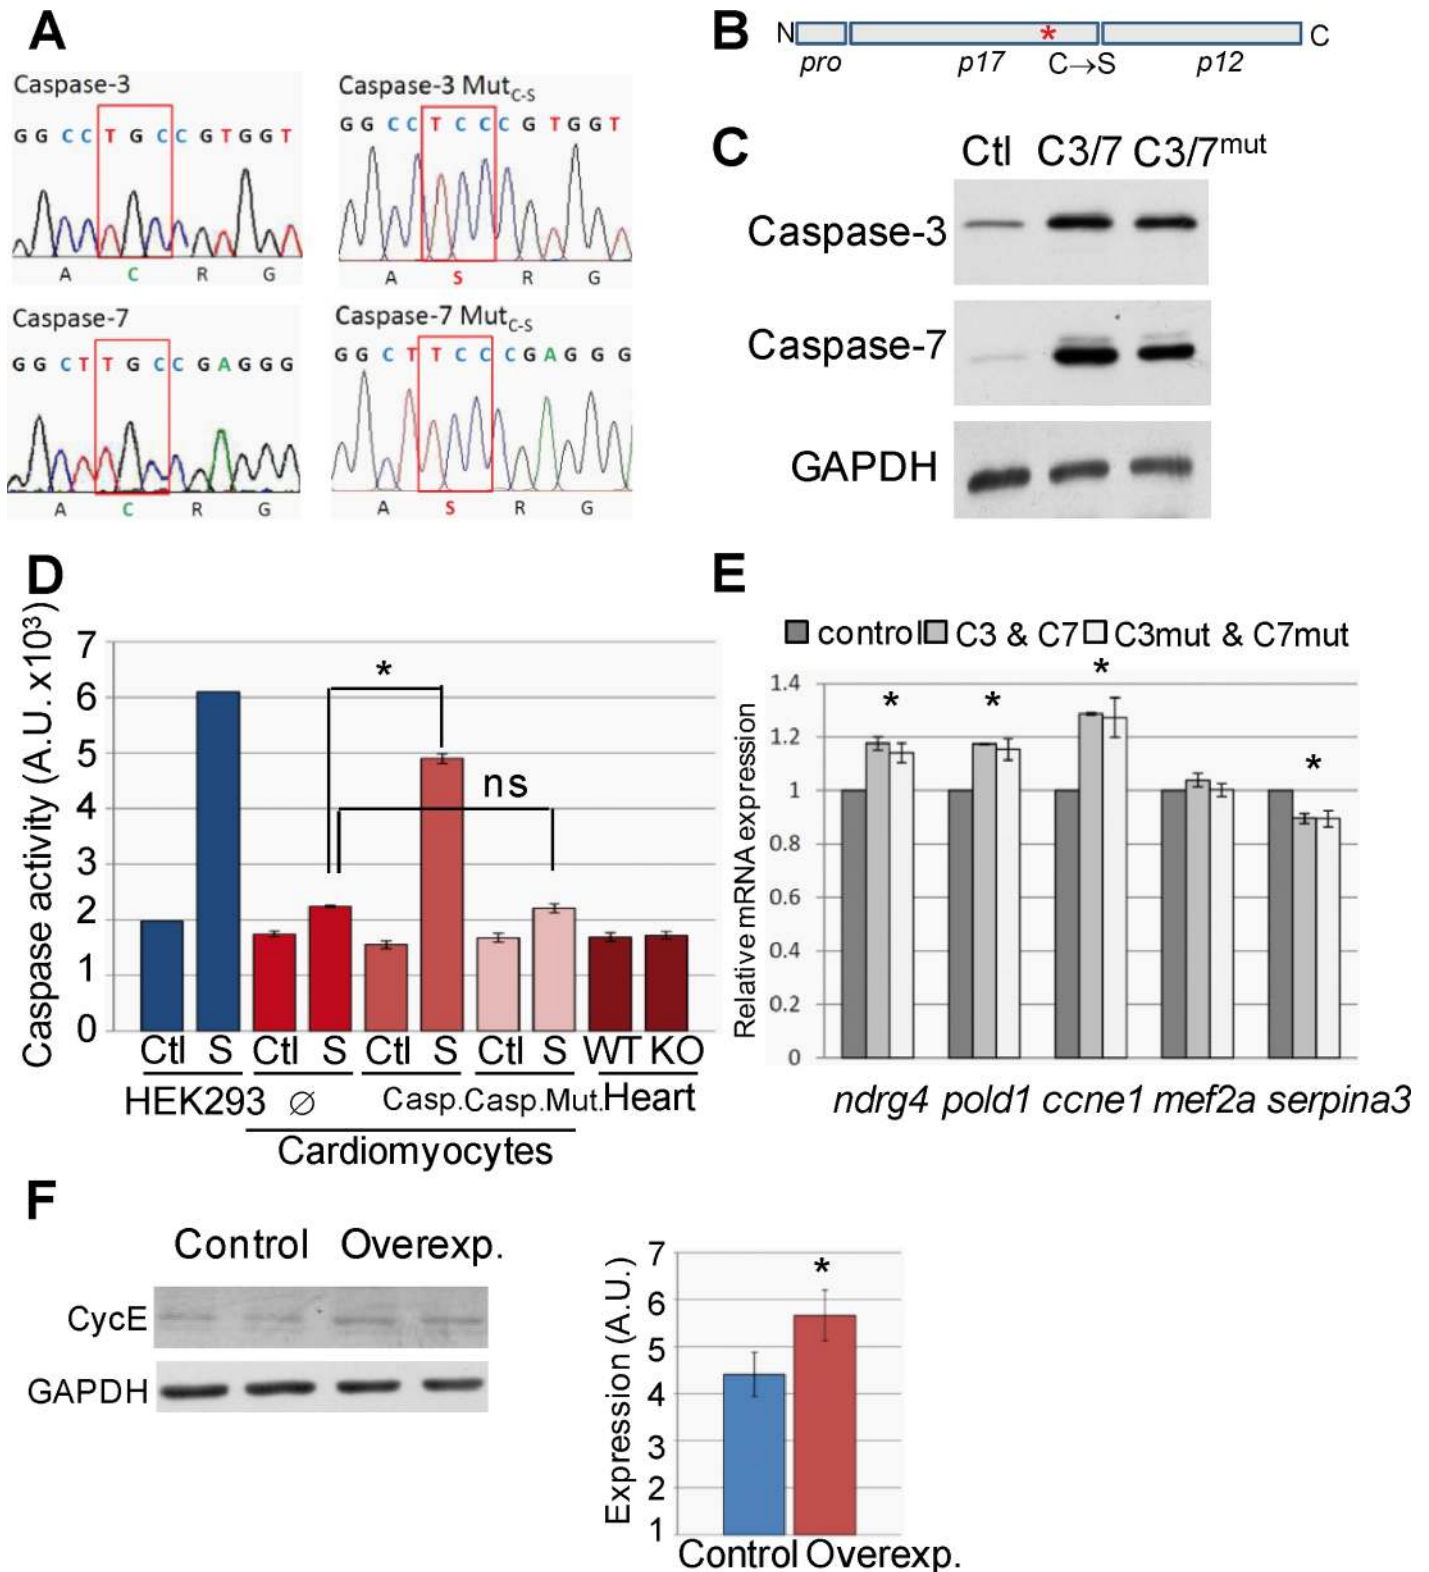 A
Caspase-3
G G C C T G C C G T G G T
A C R G
Caspase-3 Mut C-S
G G C C T C C C G T G G T
A S R G
Caspase-7
G G C T T G C C G A G G G
A C R G
Caspase-7 Mut C-S
G G C T T C C C G A G G G
A S R G
B
N C
pro p17 C→S p12
*
C
Ctl C3/7 C3/7mut
Caspase-3
Caspase-7
GAPDH
D
Caspase activity (A.U. x10³)
7
6
5
4
3
2
1
0
*
ns
Ctl S Ctl S Ctl S Ctl S WT KO
HEK293 ∅ Casp. Casp.Mut. Heart
Cardiomyocytes
E
control C3 & C7 C3mut & C7mut
Relative mRNA expression
1.4
1.2
1
0.8
0.6
0.4
0.2
0
* * * *
ndrg4 pold1 ccne1 mef2a serpina3
F
Control Overexp.
CycE
GAPDH
Expression (A.U.)
7
6
5
4
3
2
1
*
Control Overexp.